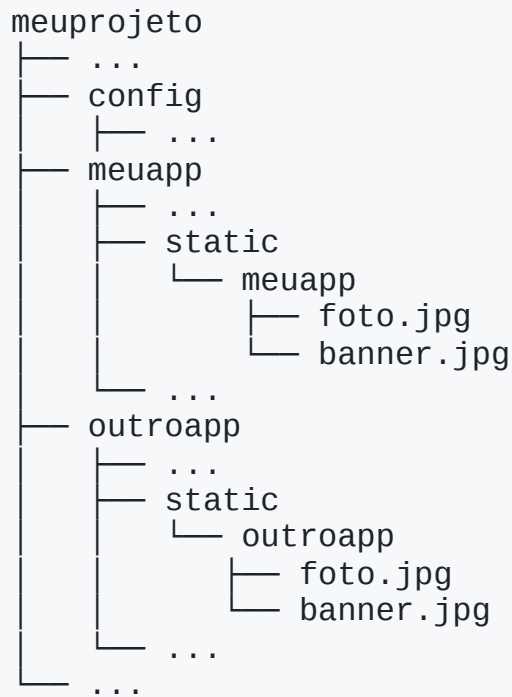 meuprojeto
├── ...
├── config
│   ├── ...
├── meuapp
│   ├── ...
│   ├── static
│   │   └── meuapp
│   │       ├── foto.jpg
│   │       └── banner.jpg
│   └── ...
├── outroapp
│   ├── ...
│   ├── static
│   │   └── outroapp
│   │      ├── foto.jpg
│   │      └── banner.jpg
│   └── ...
└── ...